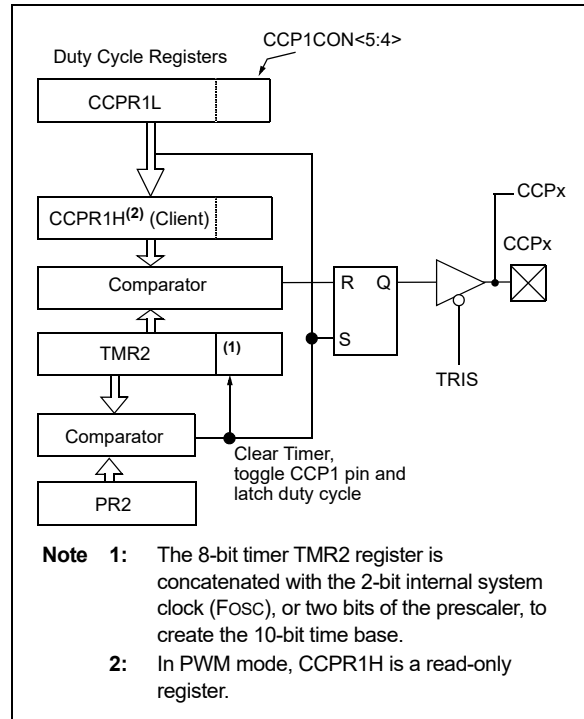 CCP1CON<5:4>
Duty Cycle Registers
CCPR1L
CCPR1H(2) (Client)
CCPx
CCPx
Comparator
R Q
S
TMR2 (1)
TRIS
Comparator
Clear Timer,
toggle CCP1 pin and
latch duty cycle
PR2
Note 1: The 8-bit timer TMR2 register is
concatenated with the 2-bit internal system
clock (FOSC), or two bits of the prescaler, to
create the 10-bit time base.
2: In PWM mode, CCPR1H is a read-only
register.